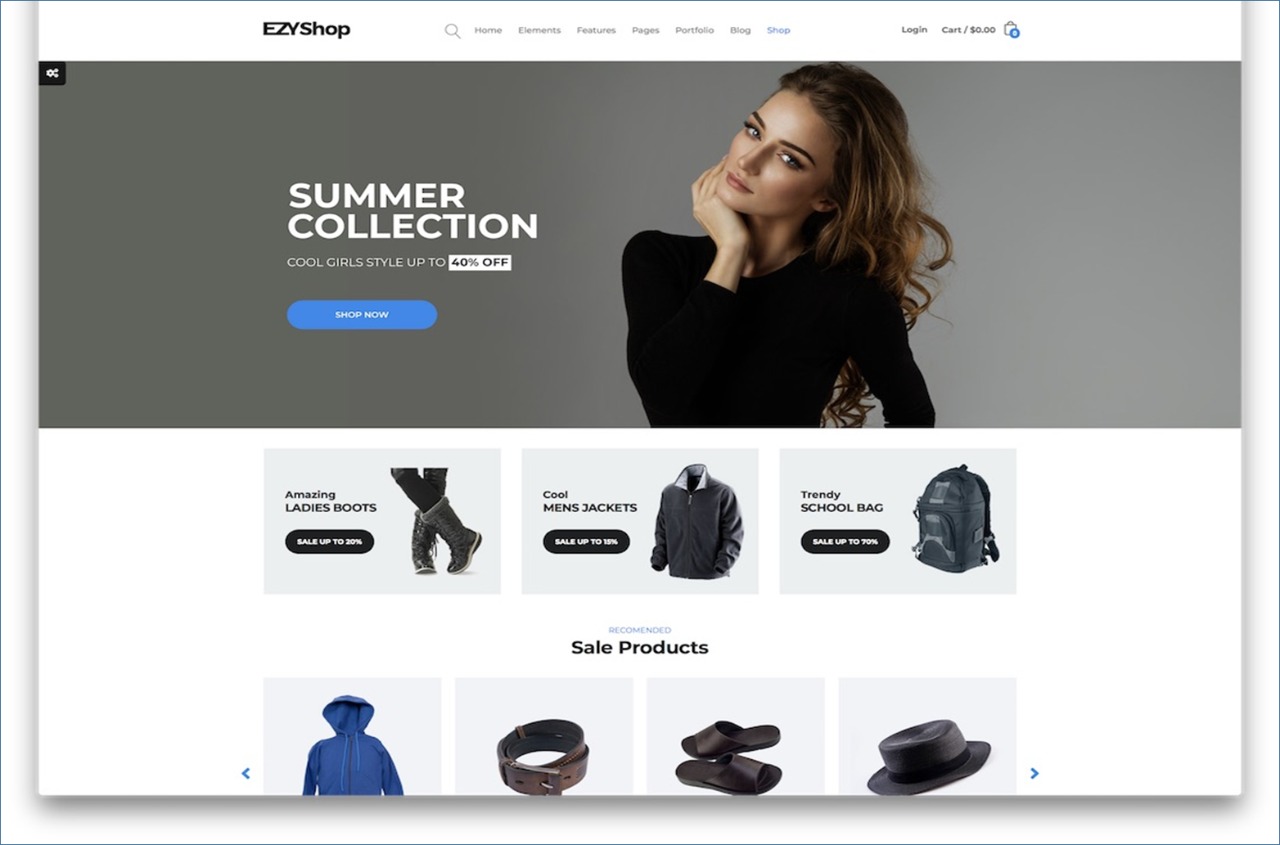 EZYShop
Home Elements Features Pages Portfolio Blog Shop
Login Cart / $0.00 0
SUMMER
COLLECTION
COOL GIRLS STYLE UP TO 40% OFF
SHOP NOW
Amazing
LADIES BOOTS
SALE UP TO 20%
Cool
MENS JACKETS
SALE UP TO 15%
Trendy
SCHOOL BAG
SALE UP TO 70%
RECOMENDED
Sale Products